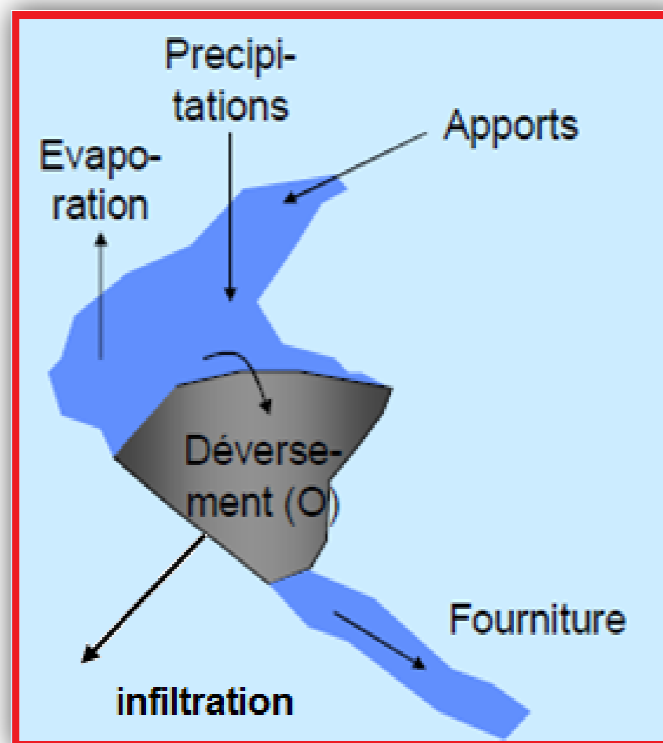 Precipi-
tations
Apports
Evapo-
ration
Déverse-
ment (O)
Fourniture
infiltration